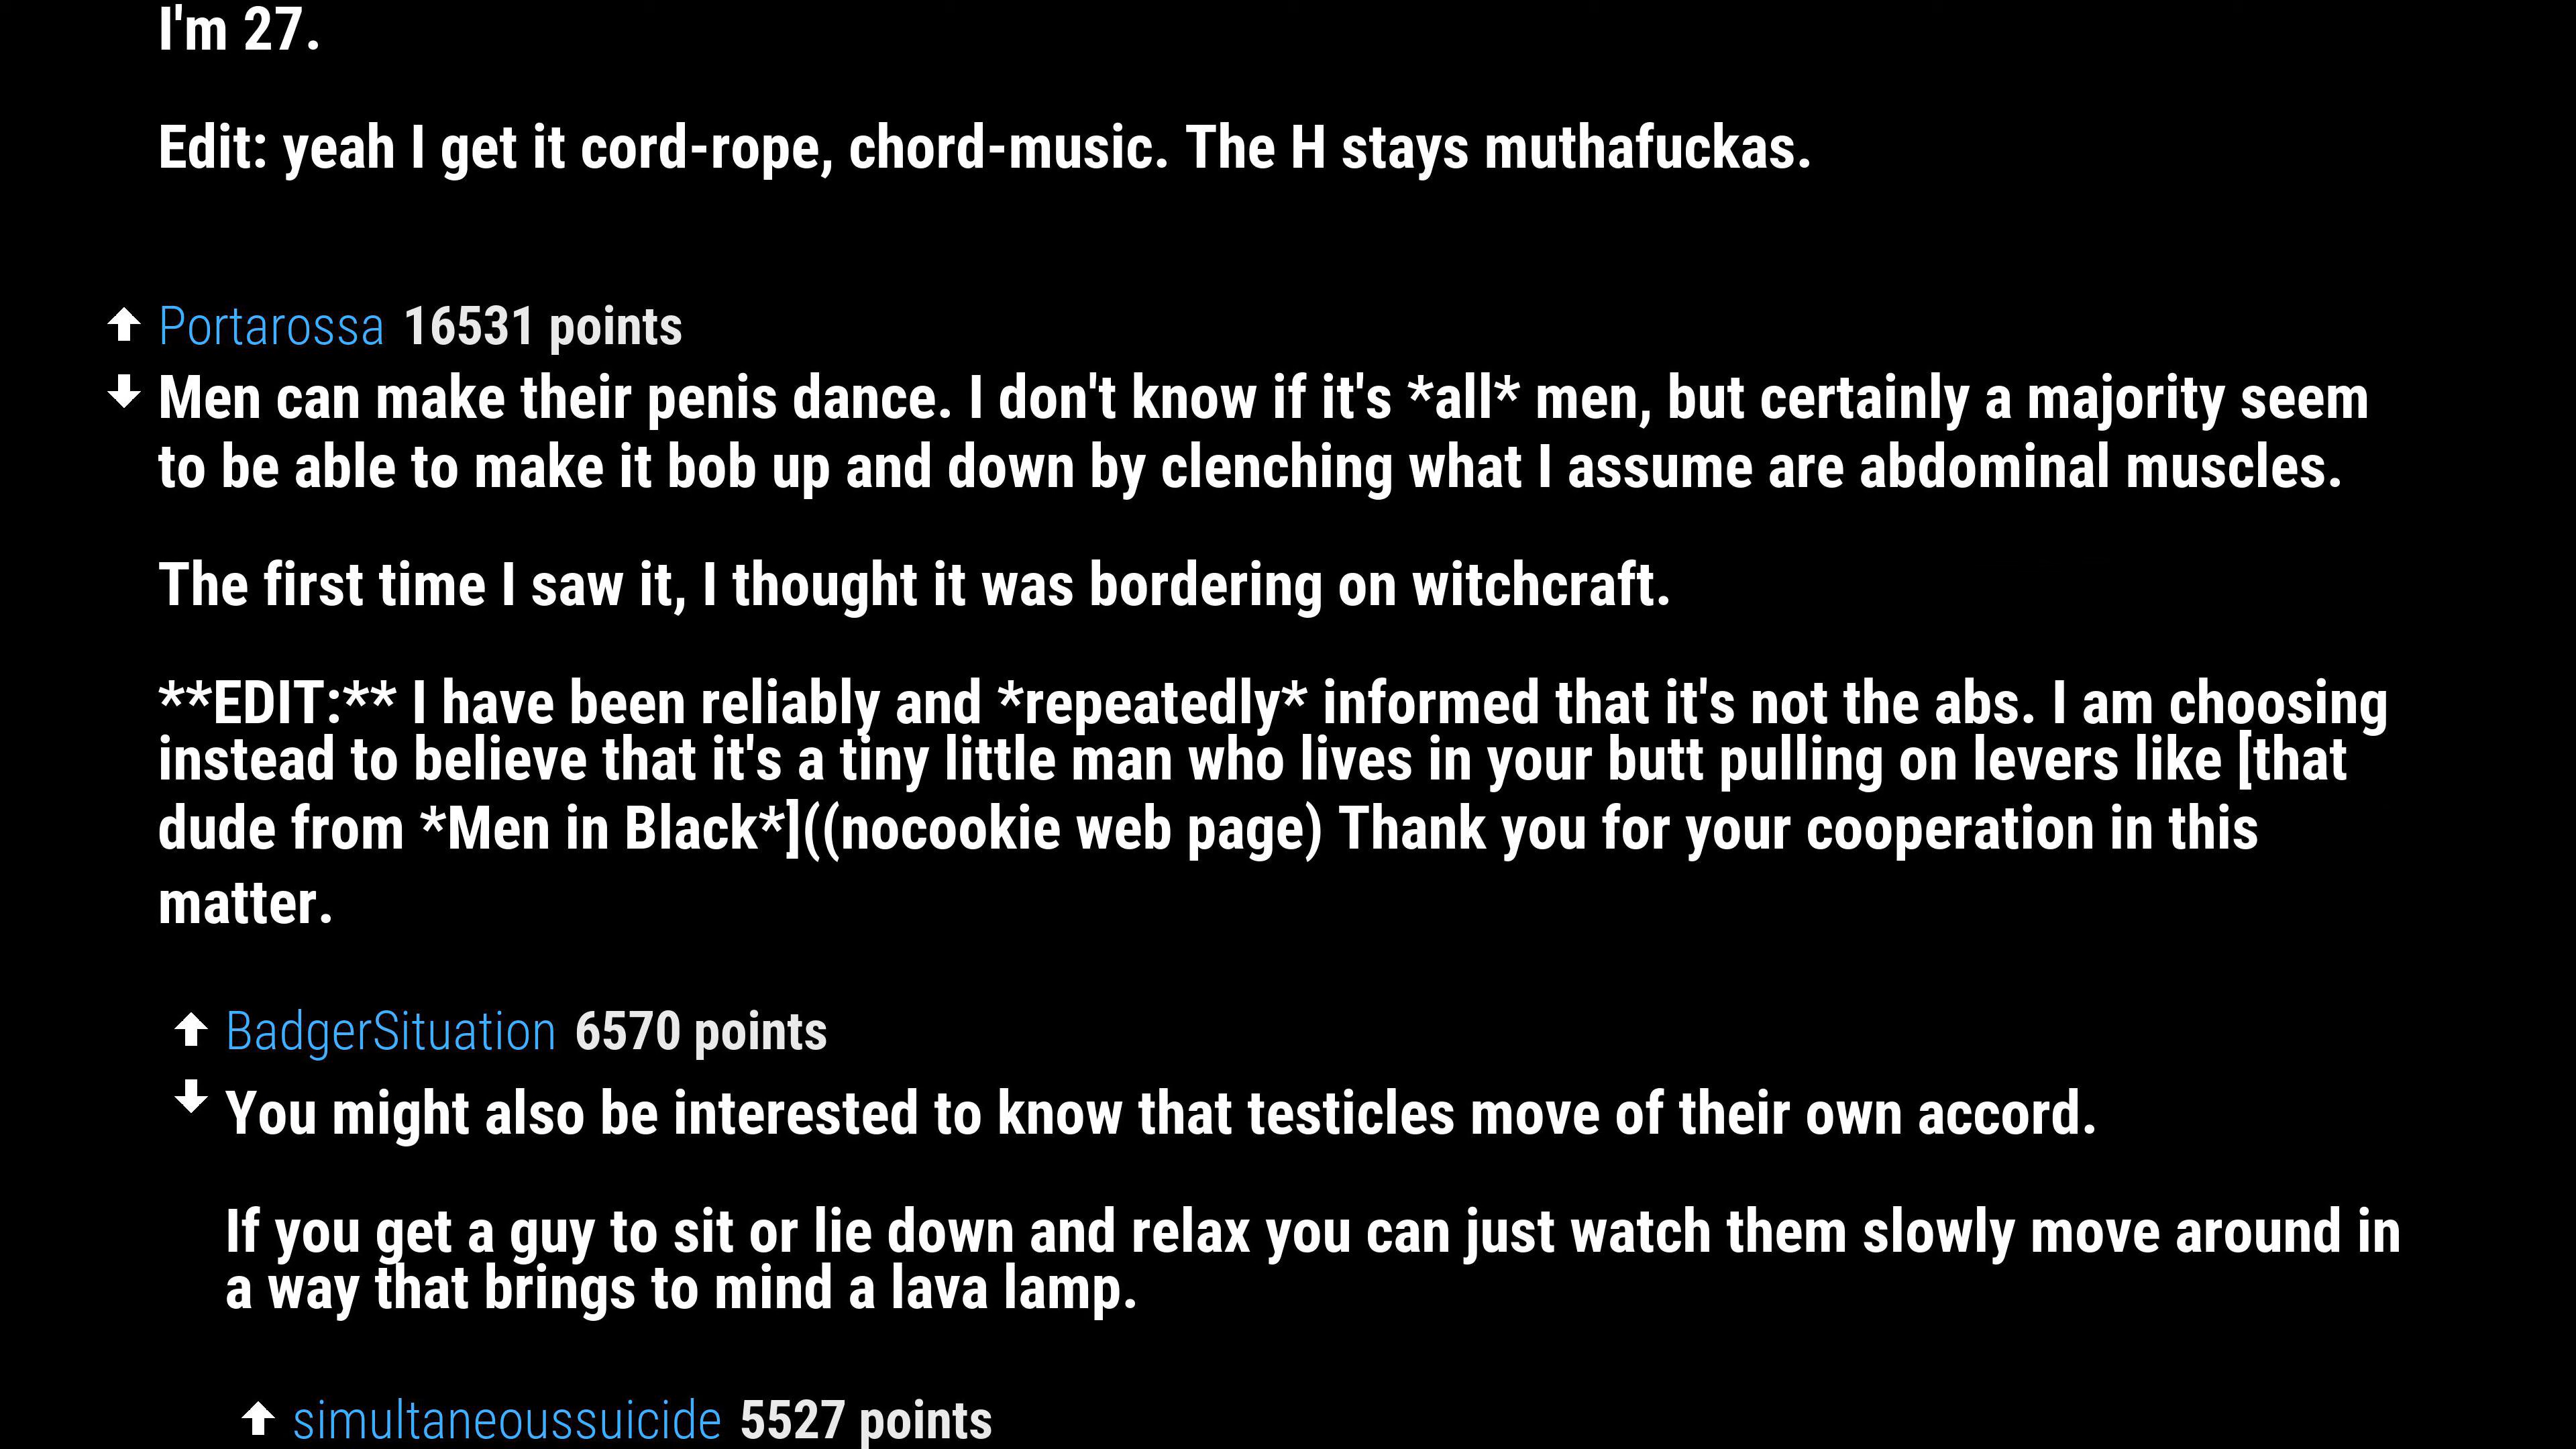 I'm 27.
Edit: yeah I get it cord-rope, chord-music. The H stays muthafuckas.
Portarossa 16531 points
Men can make their penis dance. I don't know if it's *all* men, but certainly a majority seem
to be able to make it bob up and down by clenching what I assume are abdominal muscles.
The first time I saw it, I thought it was bordering on witchcraft.
**EDIT:** I have been reliably and *repeatedly* informed that it's not the abs. I am choosing
instead to believe that it's a tiny little man who lives in your butt pulling on levers like [that
dude from *Men in Black*]((nocookie web page) Thank you for your cooperation in this
matter.
BadgerSituation 6570 points
You might also be interested to know that testicles move of their own accord.
If you get a guy to sit or lie down and relax you can just watch them slowly move around in
a way that brings to mind a lava lamp.
simultaneoussuicide 5527 points